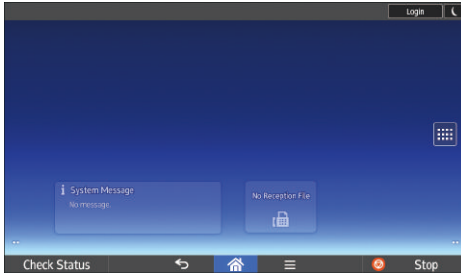 Login
System Message
No message.
No Reception File
Check Status
Stop